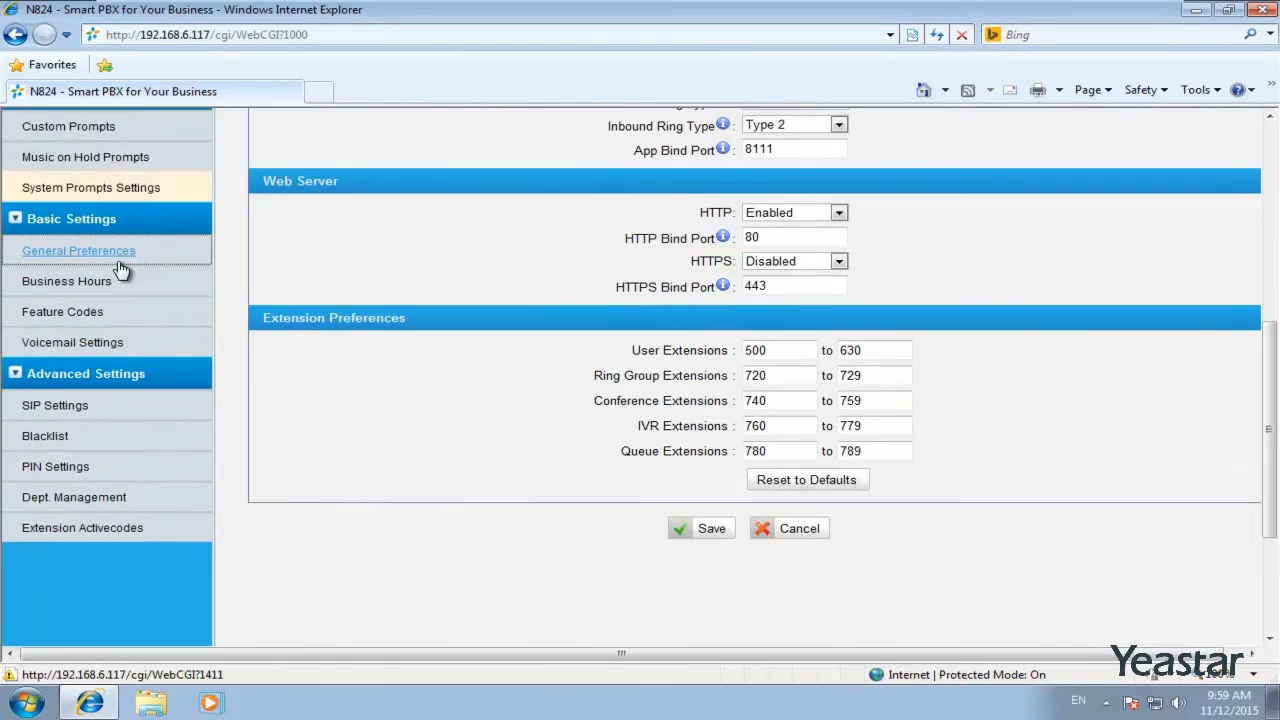 N824 - Smart PBX for Your Business - Windows Internet Explorer
http://192.168.6.117/cgi/WebCGI?1000
Bing
Favorites
N824 - Smart PBX for Your Business
Page
Safety
Tools
Custom Prompts
Music on Hold Prompts
System Prompts Settings
Basic Settings
General Preferences
Business Hours
Feature Codes
Voicemail Settings
Advanced Settings
SIP Settings
Blacklist
PIN Settings
Dept. Management
Extension Activecodes
Inbound Ring Type : Type 2
App Bind Port : 8111
Web Server
HTTP: Enabled
HTTP Bind Port : 80
HTTPS: Disabled
HTTPS Bind Port : 443
Extension Preferences
User Extensions : 500 to 630
Ring Group Extensions : 720 to 729
Conference Extensions : 740 to 759
IVR Extensions : 760 to 779
Queue Extensions : 780 to 789
Reset to Defaults
Save Cancel
Yeastar
http://192.168.6.117/cgi/WebCGI?1411
Internet | Protected Mode: On
EN
9:59 AM
11/12/2015